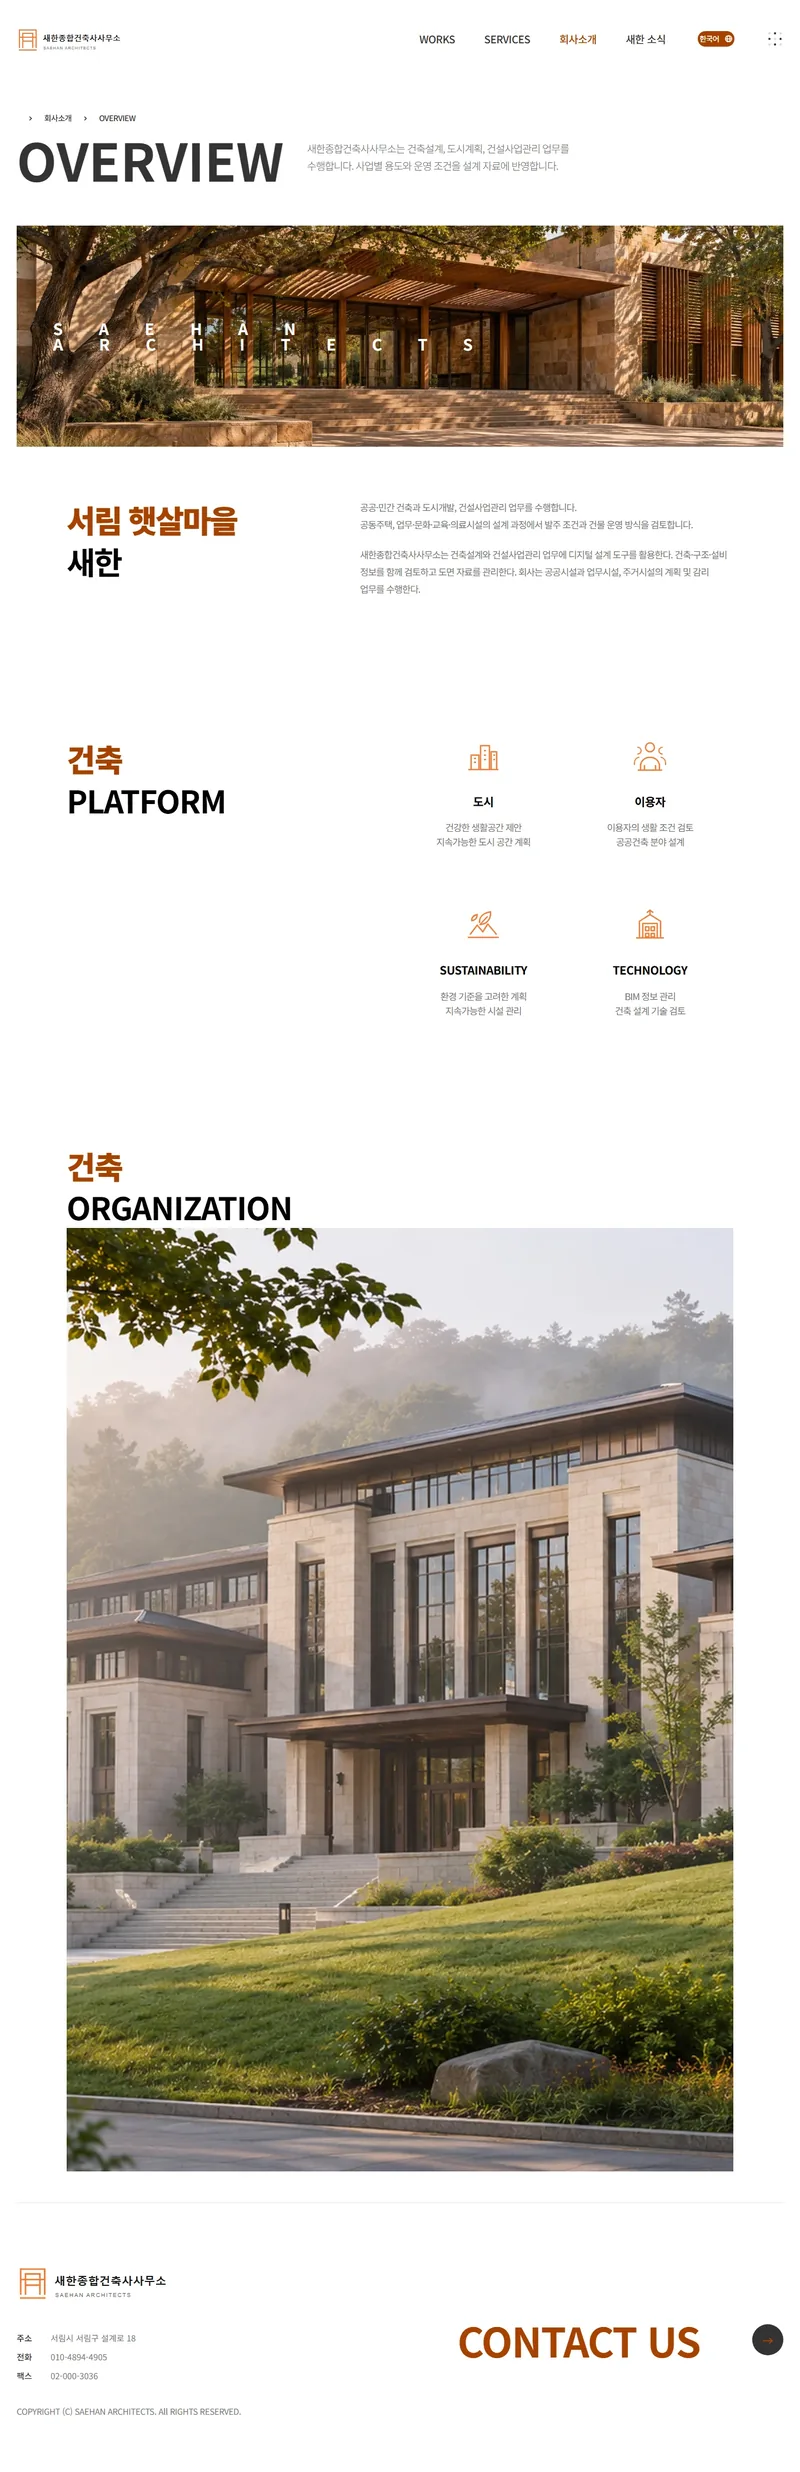 새한종합건축사사무소
SAEHAN ARCHITECTS
WORKS SERVICES 회사소개 새한 소식 한국어
> 회사소개 > OVERVIEW
OVERVIEW
새한종합건축사사무소는 건축설계, 도시계획, 건설사업관리 업무를
수행합니다. 사업별 용도와 운영 조건을 설계 자료에 반영합니다.
SAEHAN
ARCHITECTS
서림 햇살마을
새한
공공·민간 건축과 도시개발, 건설사업관리 업무를 수행합니다.
공동주택, 업무·문화·교육·의료시설의 설계 과정에서 발주 조건과 건물 운영 방식을 검토합니다.
새한종합건축사사무소는 건축설계와 건설사업관리 업무에 디지털 설계 도구를 활용한다. 건축·구조·설비
정보를 함께 검토하고 도면 자료를 관리한다. 회사는 공공시설과 업무시설, 주거시설의 계획 및 감리
업무를 수행한다.
건축
PLATFORM
도시
건강한 생활공간 제안
지속가능한 도시 공간 계획
이용자
이용자의 생활 조건 검토
공공건축 분야 설계
SUSTAINABILITY
환경 기준을 고려한 계획
지속가능한 시설 관리
TECHNOLOGY
BIM 정보 관리
건축 설계 기술 검토
건축
ORGANIZATION
새한종합건축사사무소
SAEHAN ARCHITECTS
주소 서림시 서림구 설계로 18
전화 010-4894-4905
팩스 02-000-3036
COPYRIGHT (C) SAEHAN ARCHITECTS. All RIGHTS RESERVED.
CONTACT US